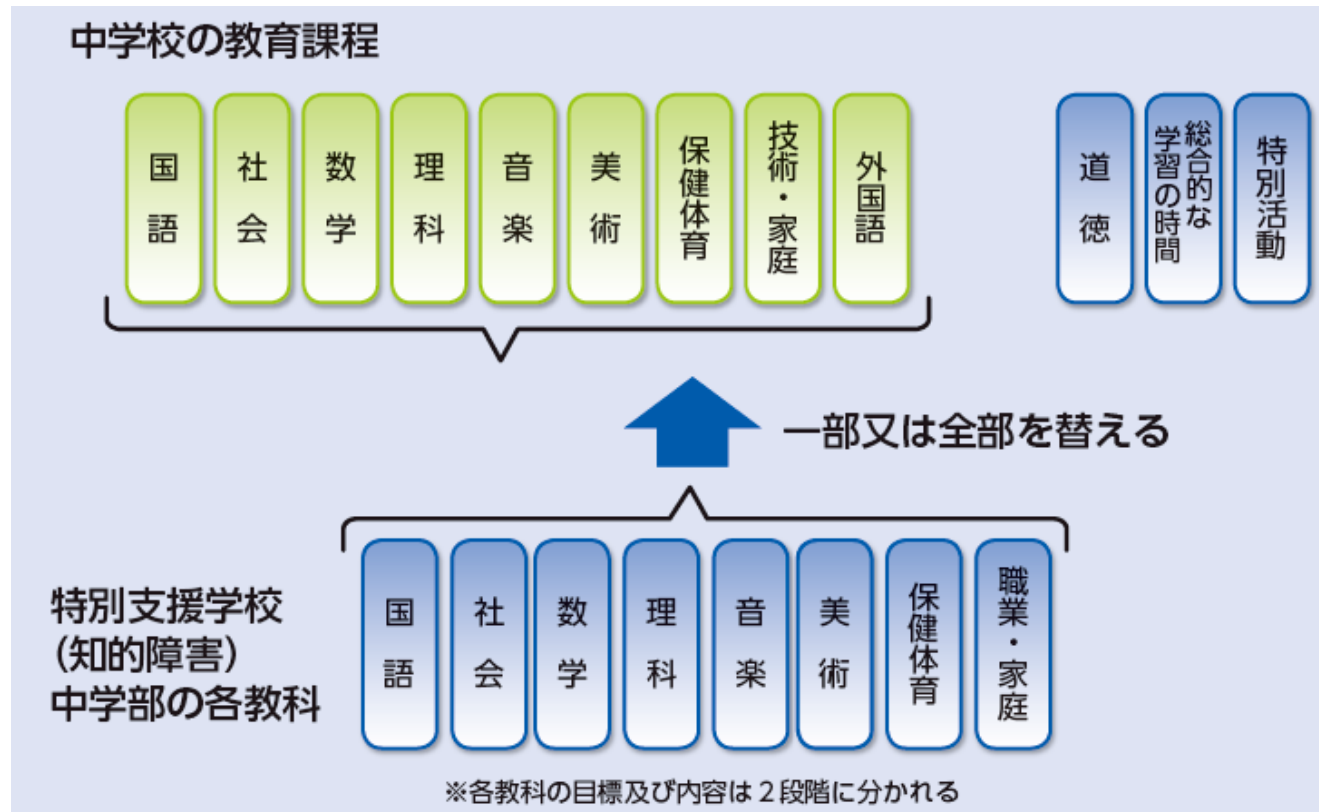 中学校の教育課程
国語
社会
数学
理科
音楽
美術
保健体育
技術・家庭
外国語
道徳
総合的な
学習の時間
特別活動
一部又は全部を替える
特別支援学校
（知的障害）
中学部の各教科
国語
社会
数学
理科
音楽
美術
保健体育
職業・家庭
※各教科の目標及び内容は２段階に分かれる